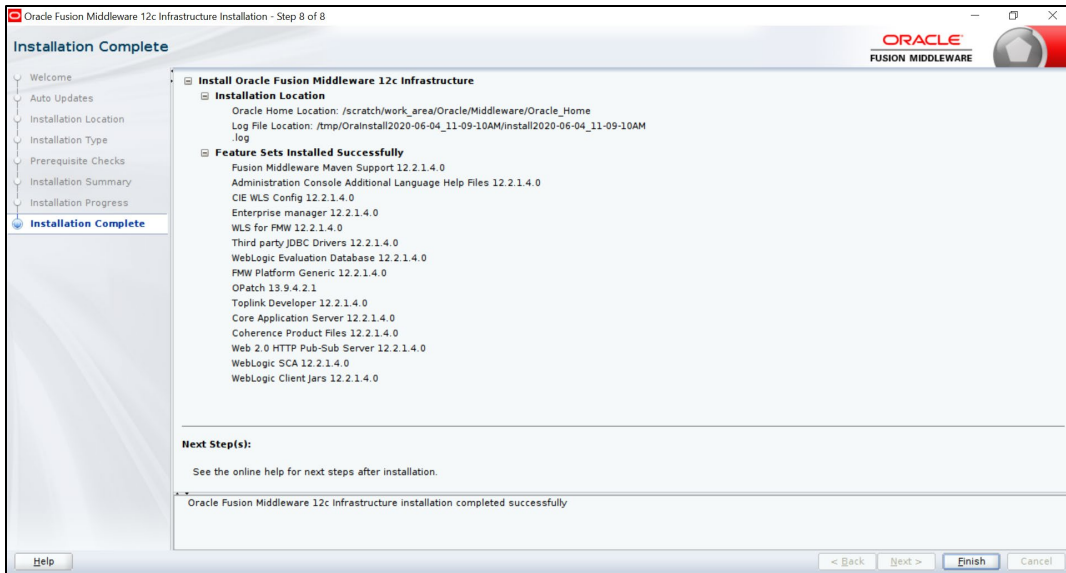 Oracle Fusion Middleware 12c Infrastructure Installation - Step 8 of 8
Installation Complete
ORACLE
FUSION MIDDLEWARE
Welcome
Auto Updates
Installation Location
Installation Type
Prerequisite Checks
Installation Summary
Installation Progress
Installation Complete
Install Oracle Fusion Middleware 12c Infrastructure
Installation Location
Oracle Home Location: /scratch/work_area/Oracle/Middleware/Oracle_Home
Log File Location: /tmp/OraInstall2020-06-04_11-09-10AM/install2020-06-04_11-09-10AM
.log
Feature Sets Installed Successfully
Fusion Middleware Maven Support 12.2.1.4.0
Administration Console Additional Language Help Files 12.2.1.4.0
CIE WLS Config 12.2.1.4.0
Enterprise manager 12.2.1.4.0
WLS for FMW 12.2.1.4.0
Third party JDBC Drivers 12.2.1.4.0
WebLogic Evaluation Database 12.2.1.4.0
FMW Platform Generic 12.2.1.4.0
OPatch 13.9.4.2.1
Toplink Developer 12.2.1.4.0
Core Application Server 12.2.1.4.0
Coherence Product Files 12.2.1.4.0
Web 2.0 HTTP Pub-Sub Server 12.2.1.4.0
WebLogic SCA 12.2.1.4.0
WebLogic Client Jars 12.2.1.4.0
Next Step(s):
See the online help for next steps after installation.
Oracle Fusion Middleware 12c Infrastructure installation completed successfully
Help
< Back
Next >
Finish
Cancel